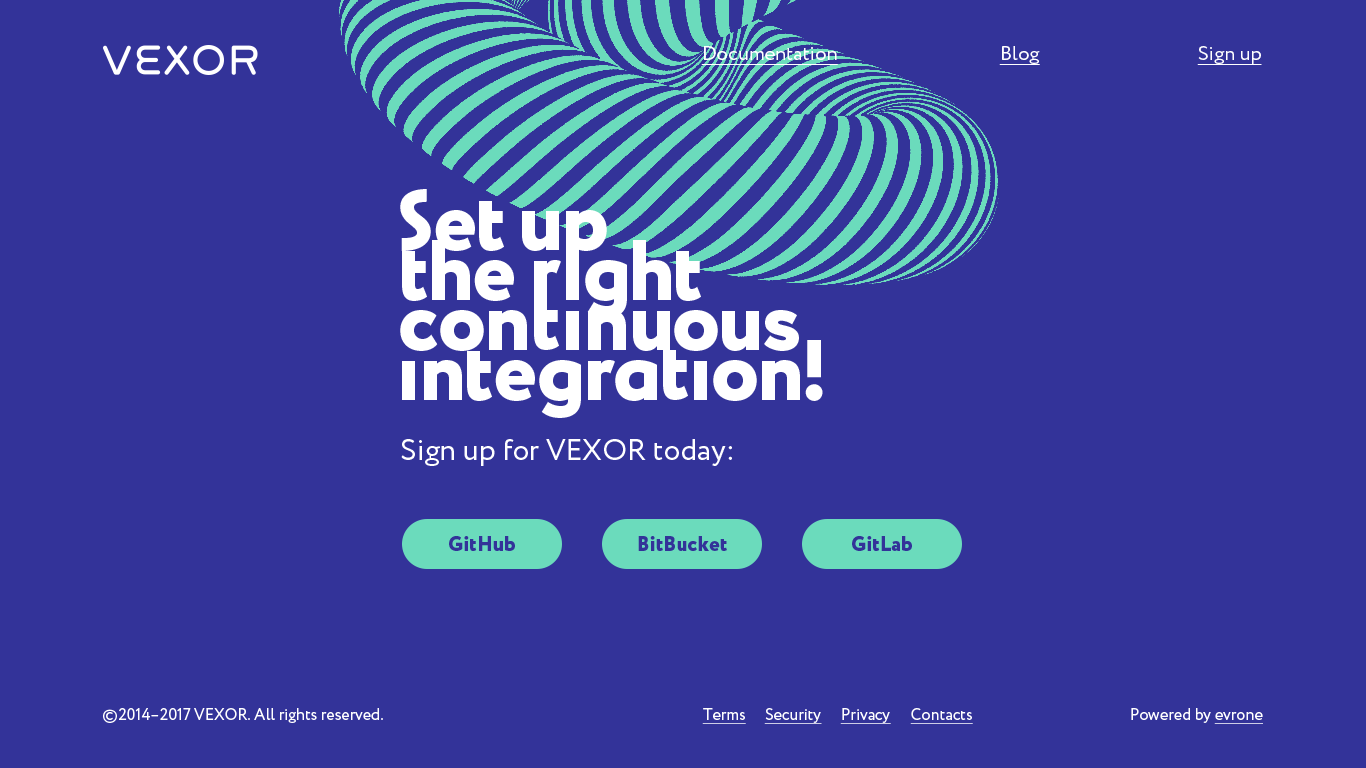 VEXOR
Documentation
Blog
Sign up
Set up
the right
continuous
integration!
Sign up for VEXOR today:
GitHub
BitBucket
GitLab
©2014–2017 VEXOR. All rights reserved.
Terms
Security
Privacy
Contacts
Powered by evrone